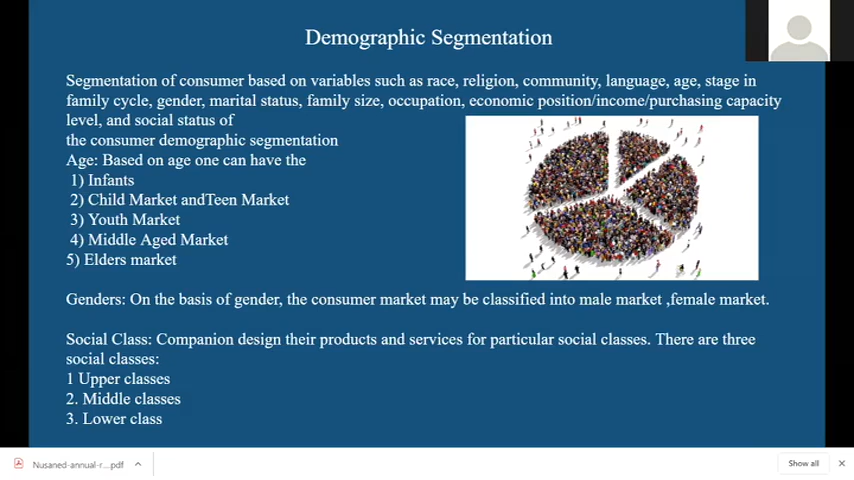 Demographic Segmentation
Segmentation of consumer based on variables such as race, religion, community, language, age, stage in
family cycle, gender, marital status, family size, occupation, economic position/income/purchasing capacity
level, and social status of
the consumer demographic segmentation
Age: Based on age one can have the
1) Infants
2) Child Market andTeen Market
3) Youth Market
4) Middle Aged Market
5) Elders market
Genders: On the basis of gender, the consumer market may be classified into male market ,female market.
Social Class: Companion design their products and services for particular social classes. There are three
social classes:
1 Upper classes
2. Middle classes
3. Lower class
Nusaned-annual-r....pdf
Show all